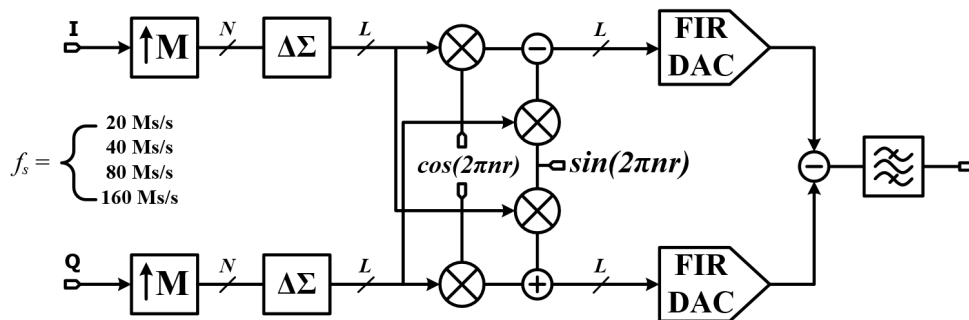 I
↑M
N
ΔΣ
L
−
L
FIR
DAC
f_s =
20 Ms/s
40 Ms/s
80 Ms/s
160 Ms/s
cos(2πnr)
sin(2πnr)
−
Q
↑M
N
ΔΣ
L
+
L
FIR
DAC